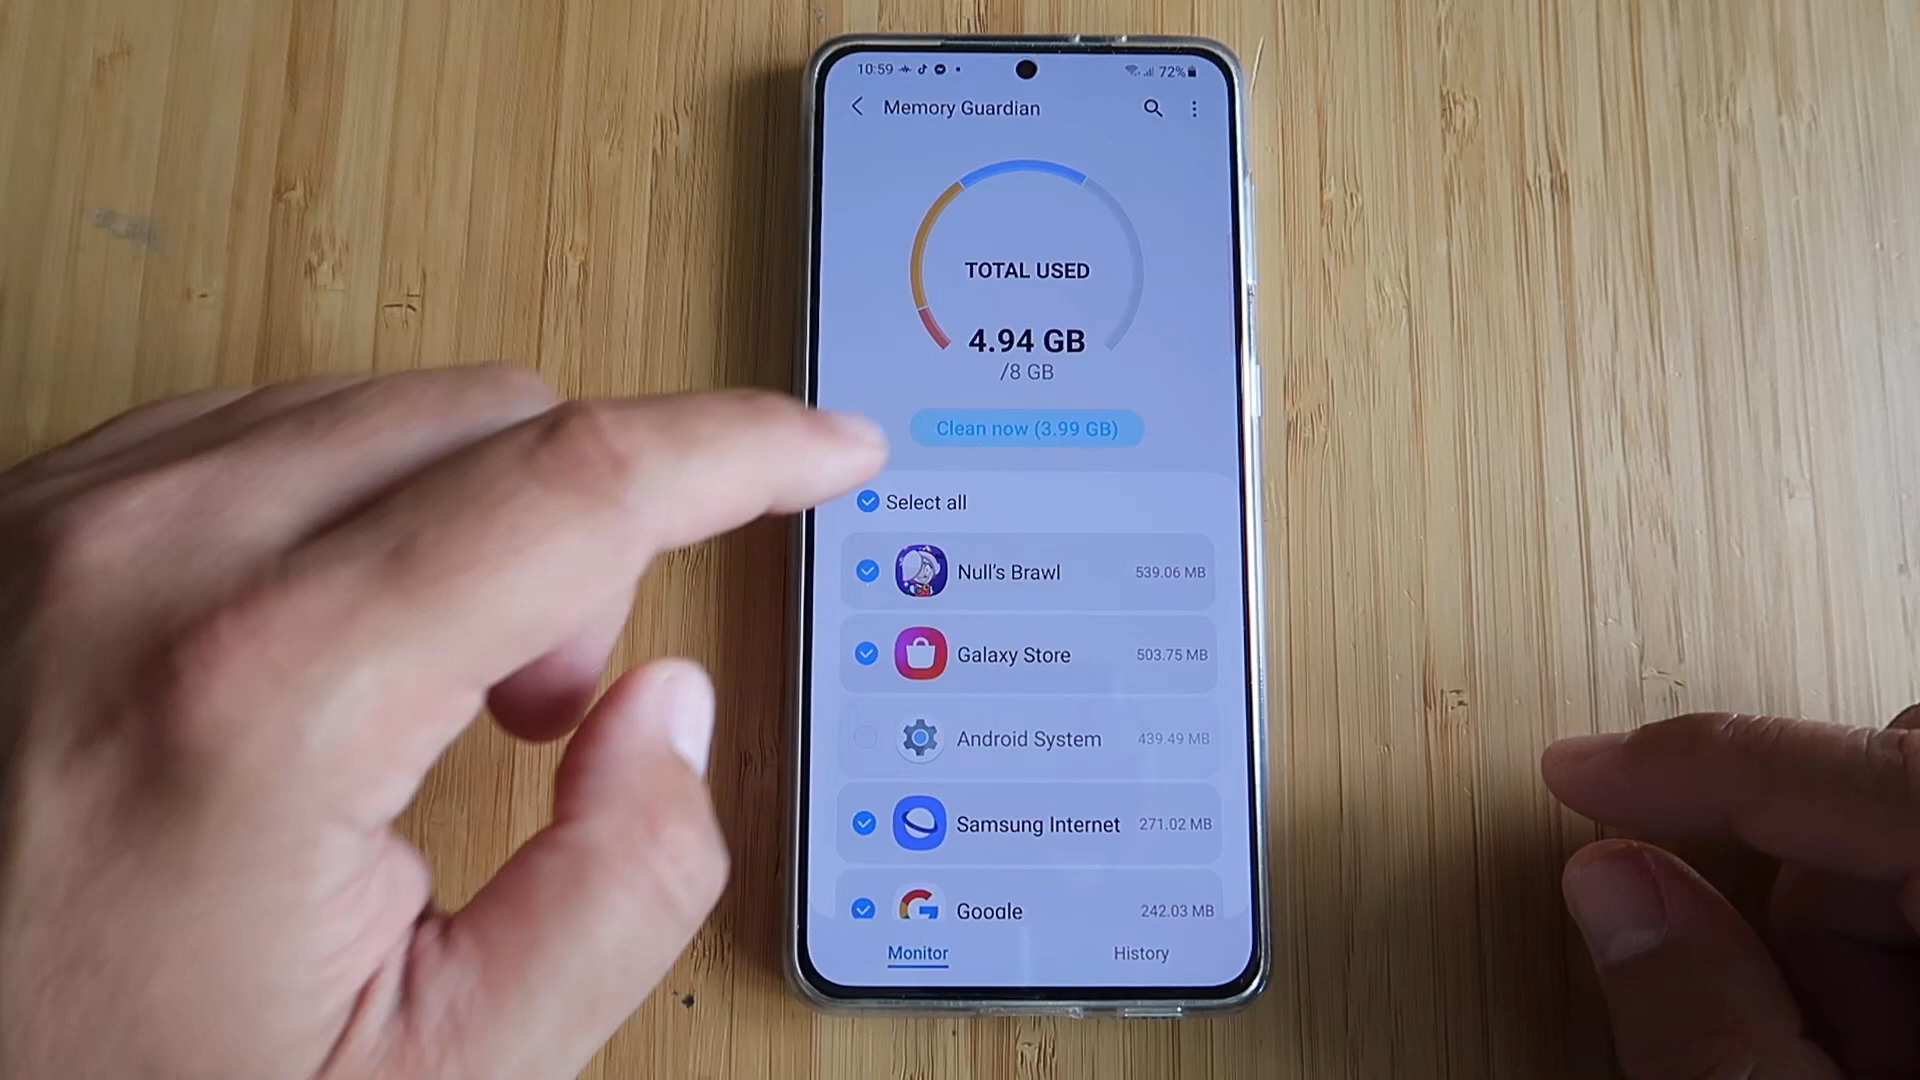 10:59
72%
Memory Guardian
TOTAL USED
4.94 GB
/8 GB
Clean now (3.99 GB)
Select all
Null's Brawl 539.06 MB
Galaxy Store 503.75 MB
Android System 439.49 MB
Samsung Internet 271.02 MB
Google 242.03 MB
Monitor
History